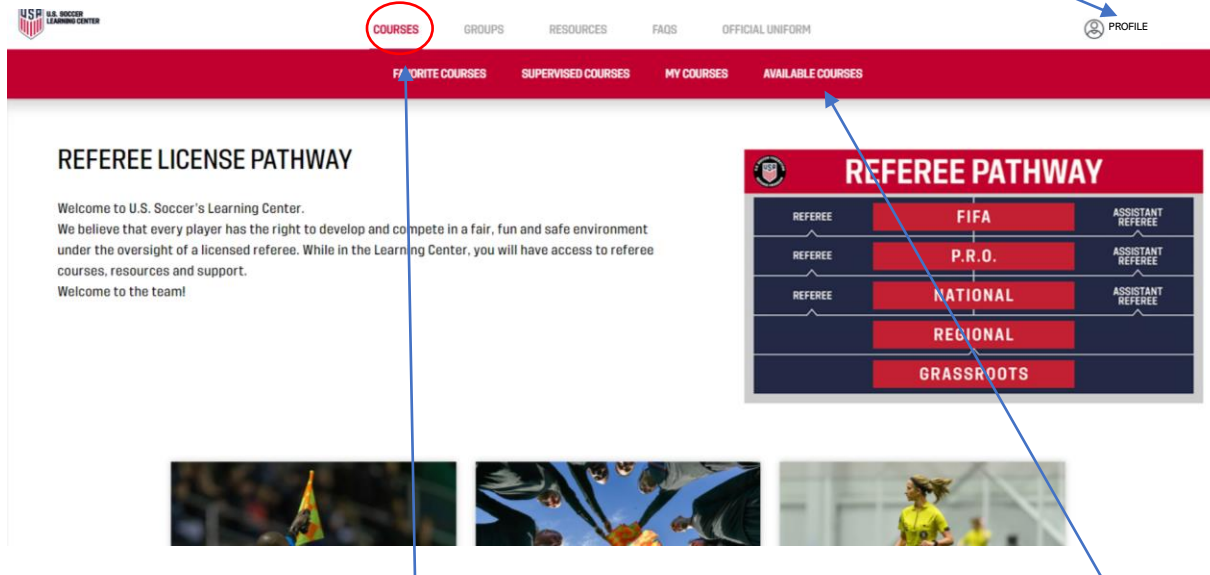 U.S. SOCCER
LEARNING CENTER
COURSES GROUPS RESOURCES FAQS OFFICIAL UNIFORM PROFILE
FAVORITE COURSES SUPERVISED COURSES MY COURSES AVAILABLE COURSES
REFEREE LICENSE PATHWAY
Welcome to U.S. Soccer's Learning Center.
We believe that every player has the right to develop and compete in a fair, fun and safe environment
under the oversight of a licensed referee. While in the Learning Center, you will have access to referee
courses, resources and support.
Welcome to the team!
REFEREE PATHWAY
REFEREE FIFA ASSISTANT REFEREE
REFEREE P.R.O. ASSISTANT REFEREE
REFEREE NATIONAL ASSISTANT REFEREE
REGIONAL
GRASSROOTS